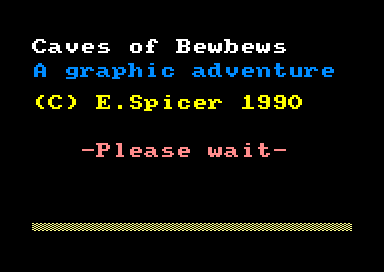 Caves of Bewbews
A graphic adventure
(C) E.Spicer 1990
-Please wait-